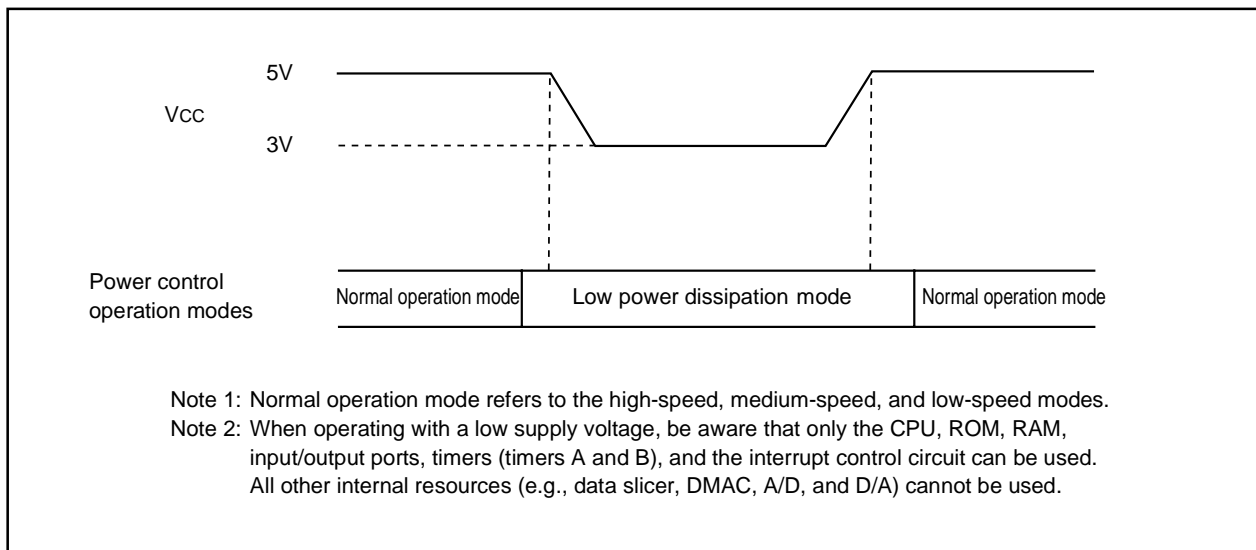 5V
VCC
3V
Power control
operation modes
Normal operation mode
Low power dissipation mode
Normal operation mode
Note 1: Normal operation mode refers to the high-speed, medium-speed, and low-speed modes.
Note 2: When operating with a low supply voltage, be aware that only the CPU, ROM, RAM,
input/output ports, timers (timers A and B), and the interrupt control circuit can be used.
All other internal resources (e.g., data slicer, DMAC, A/D, and D/A) cannot be used.